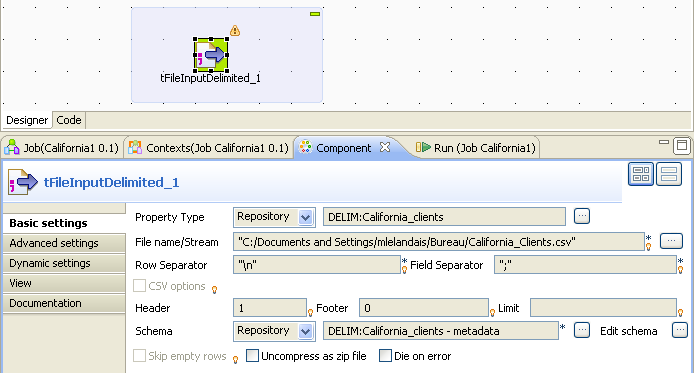 tFileInputDelimited_1
Designer Code
Job(California1 0.1) Contexts(Job California1 0.1) Component Run (Job California1)
tFileInputDelimited_1
Basic settings
Advanced settings
Dynamic settings
View
Documentation
Property Type Repository DELIM:California_clients ...
File name/Stream "C:/Documents and Settings/mlelandais/Bureau/California_Clients.csv" * ...
Row Separator "\n" * Field Separator ";" *
CSV options
Header 1 Footer 0 Limit
Schema Repository DELIM:California_clients - metadata * ... Edit schema ...
Skip empty rows Uncompress as zip file Die on error